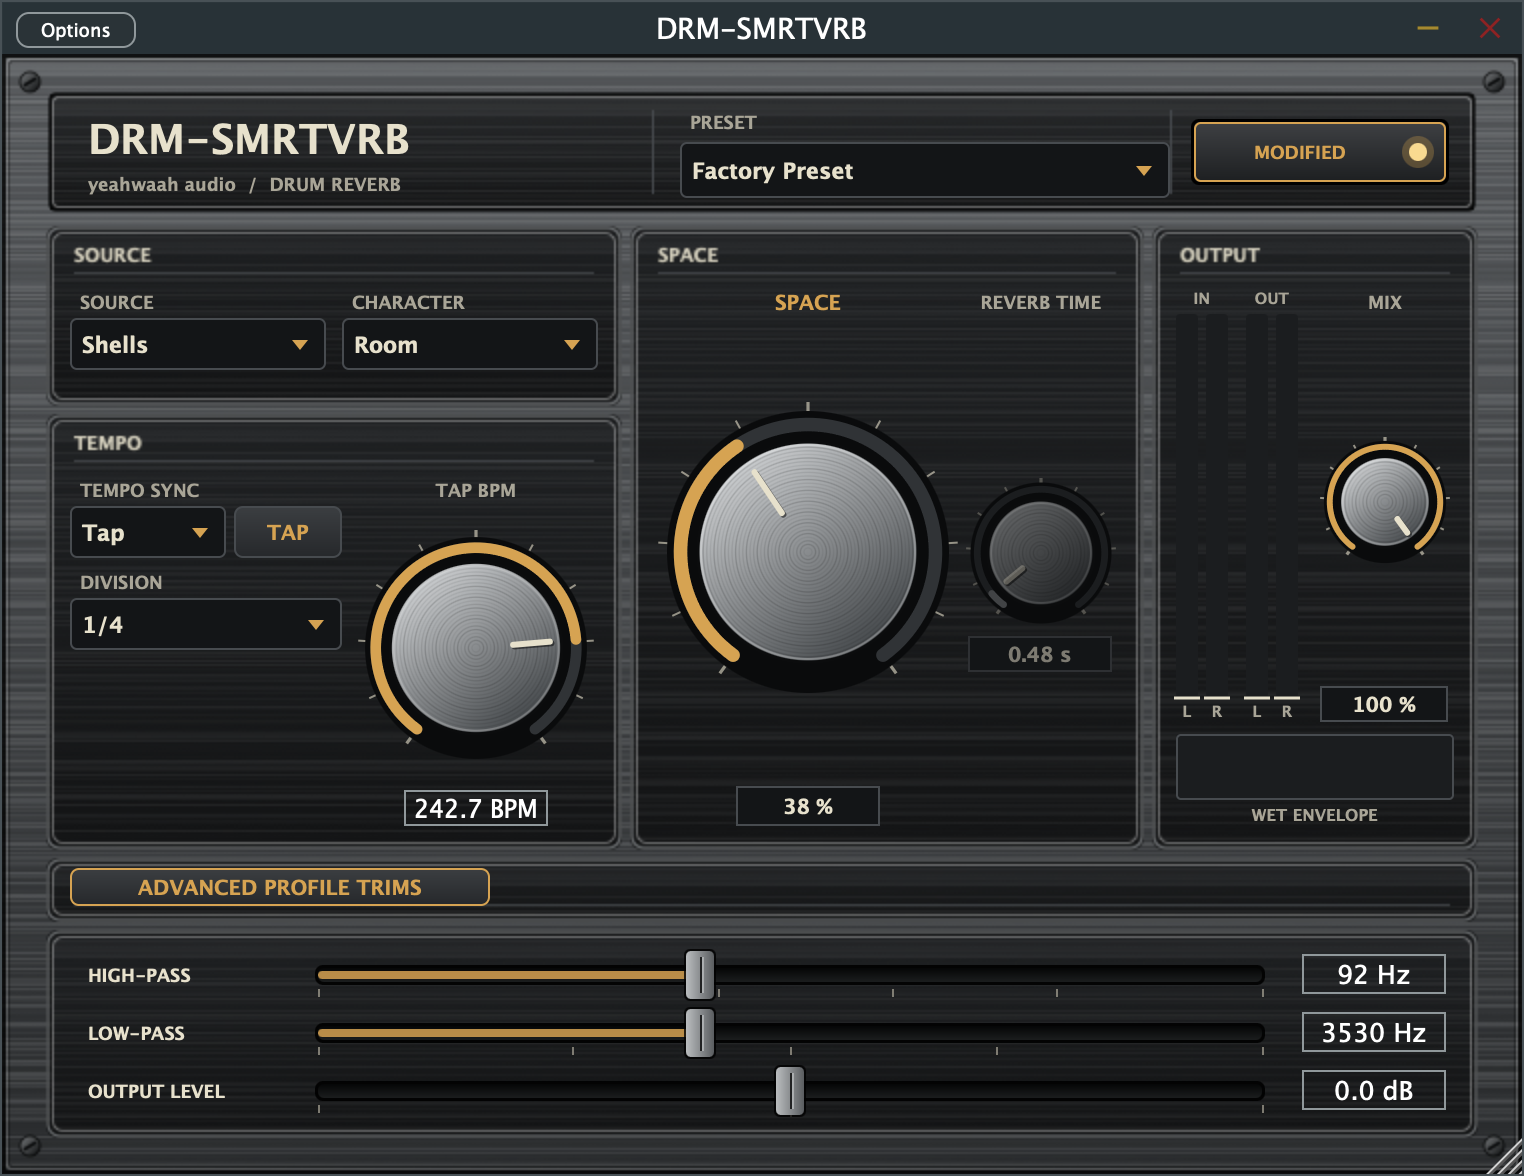 Options
DRM-SMRTVRB
DRM-SMRTVRB
yeahwaah audio / DRUM REVERB
PRESET
Factory Preset
MODIFIED
SOURCE
SOURCE
CHARACTER
Shells
Room
TEMPO
TEMPO SYNC
TAP BPM
Tap
TAP
DIVISION
1/4
242.7 BPM
SPACE
SPACE
REVERB TIME
0.48 s
38 %
OUTPUT
IN
OUT
MIX
L R L R
100 %
WET ENVELOPE
ADVANCED PROFILE TRIMS
HIGH-PASS
92 Hz
LOW-PASS
3530 Hz
OUTPUT LEVEL
0.0 dB